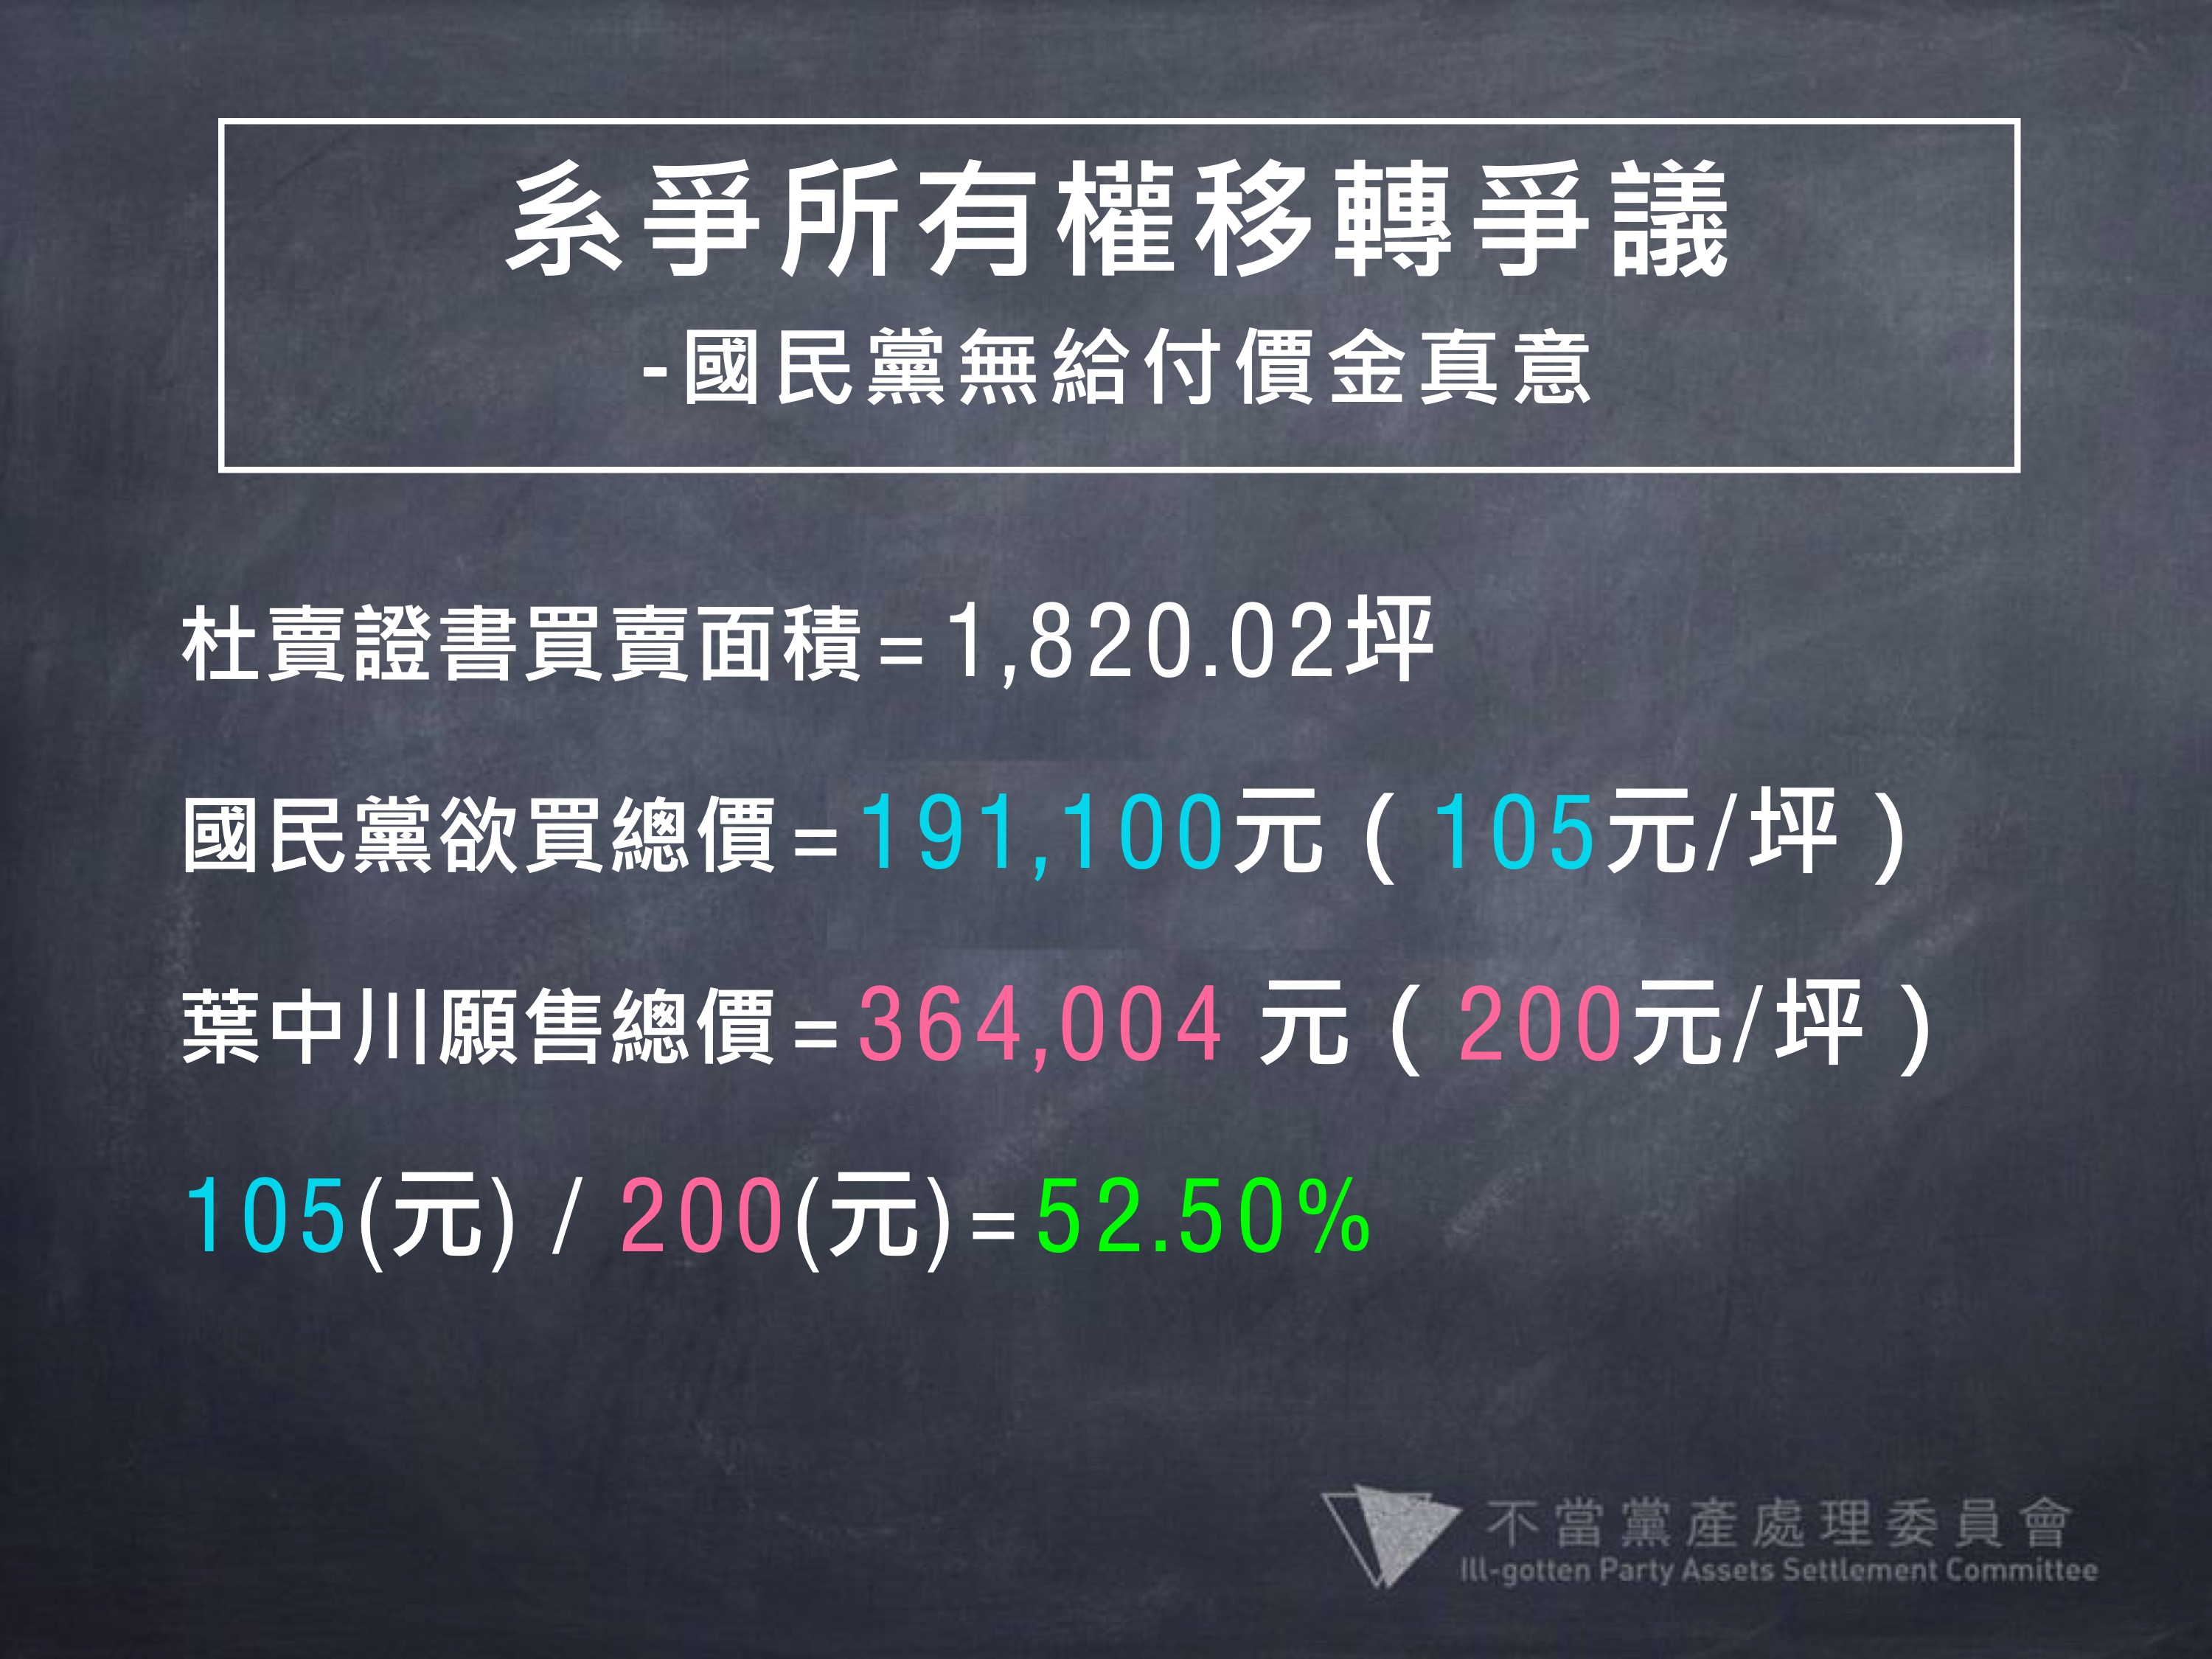 系爭所有權移轉爭議
-國民黨無給付價金真意
杜賣證書買賣面積=1,820.02坪
國民黨欲買總價=191,100元(105元/坪)
葉中川願售總價=364,004 元(200元/坪)
105(元) / 200(元)=52.50%
不當黨產處理委員會
Ill-gotten Party Assets Settlement Committee